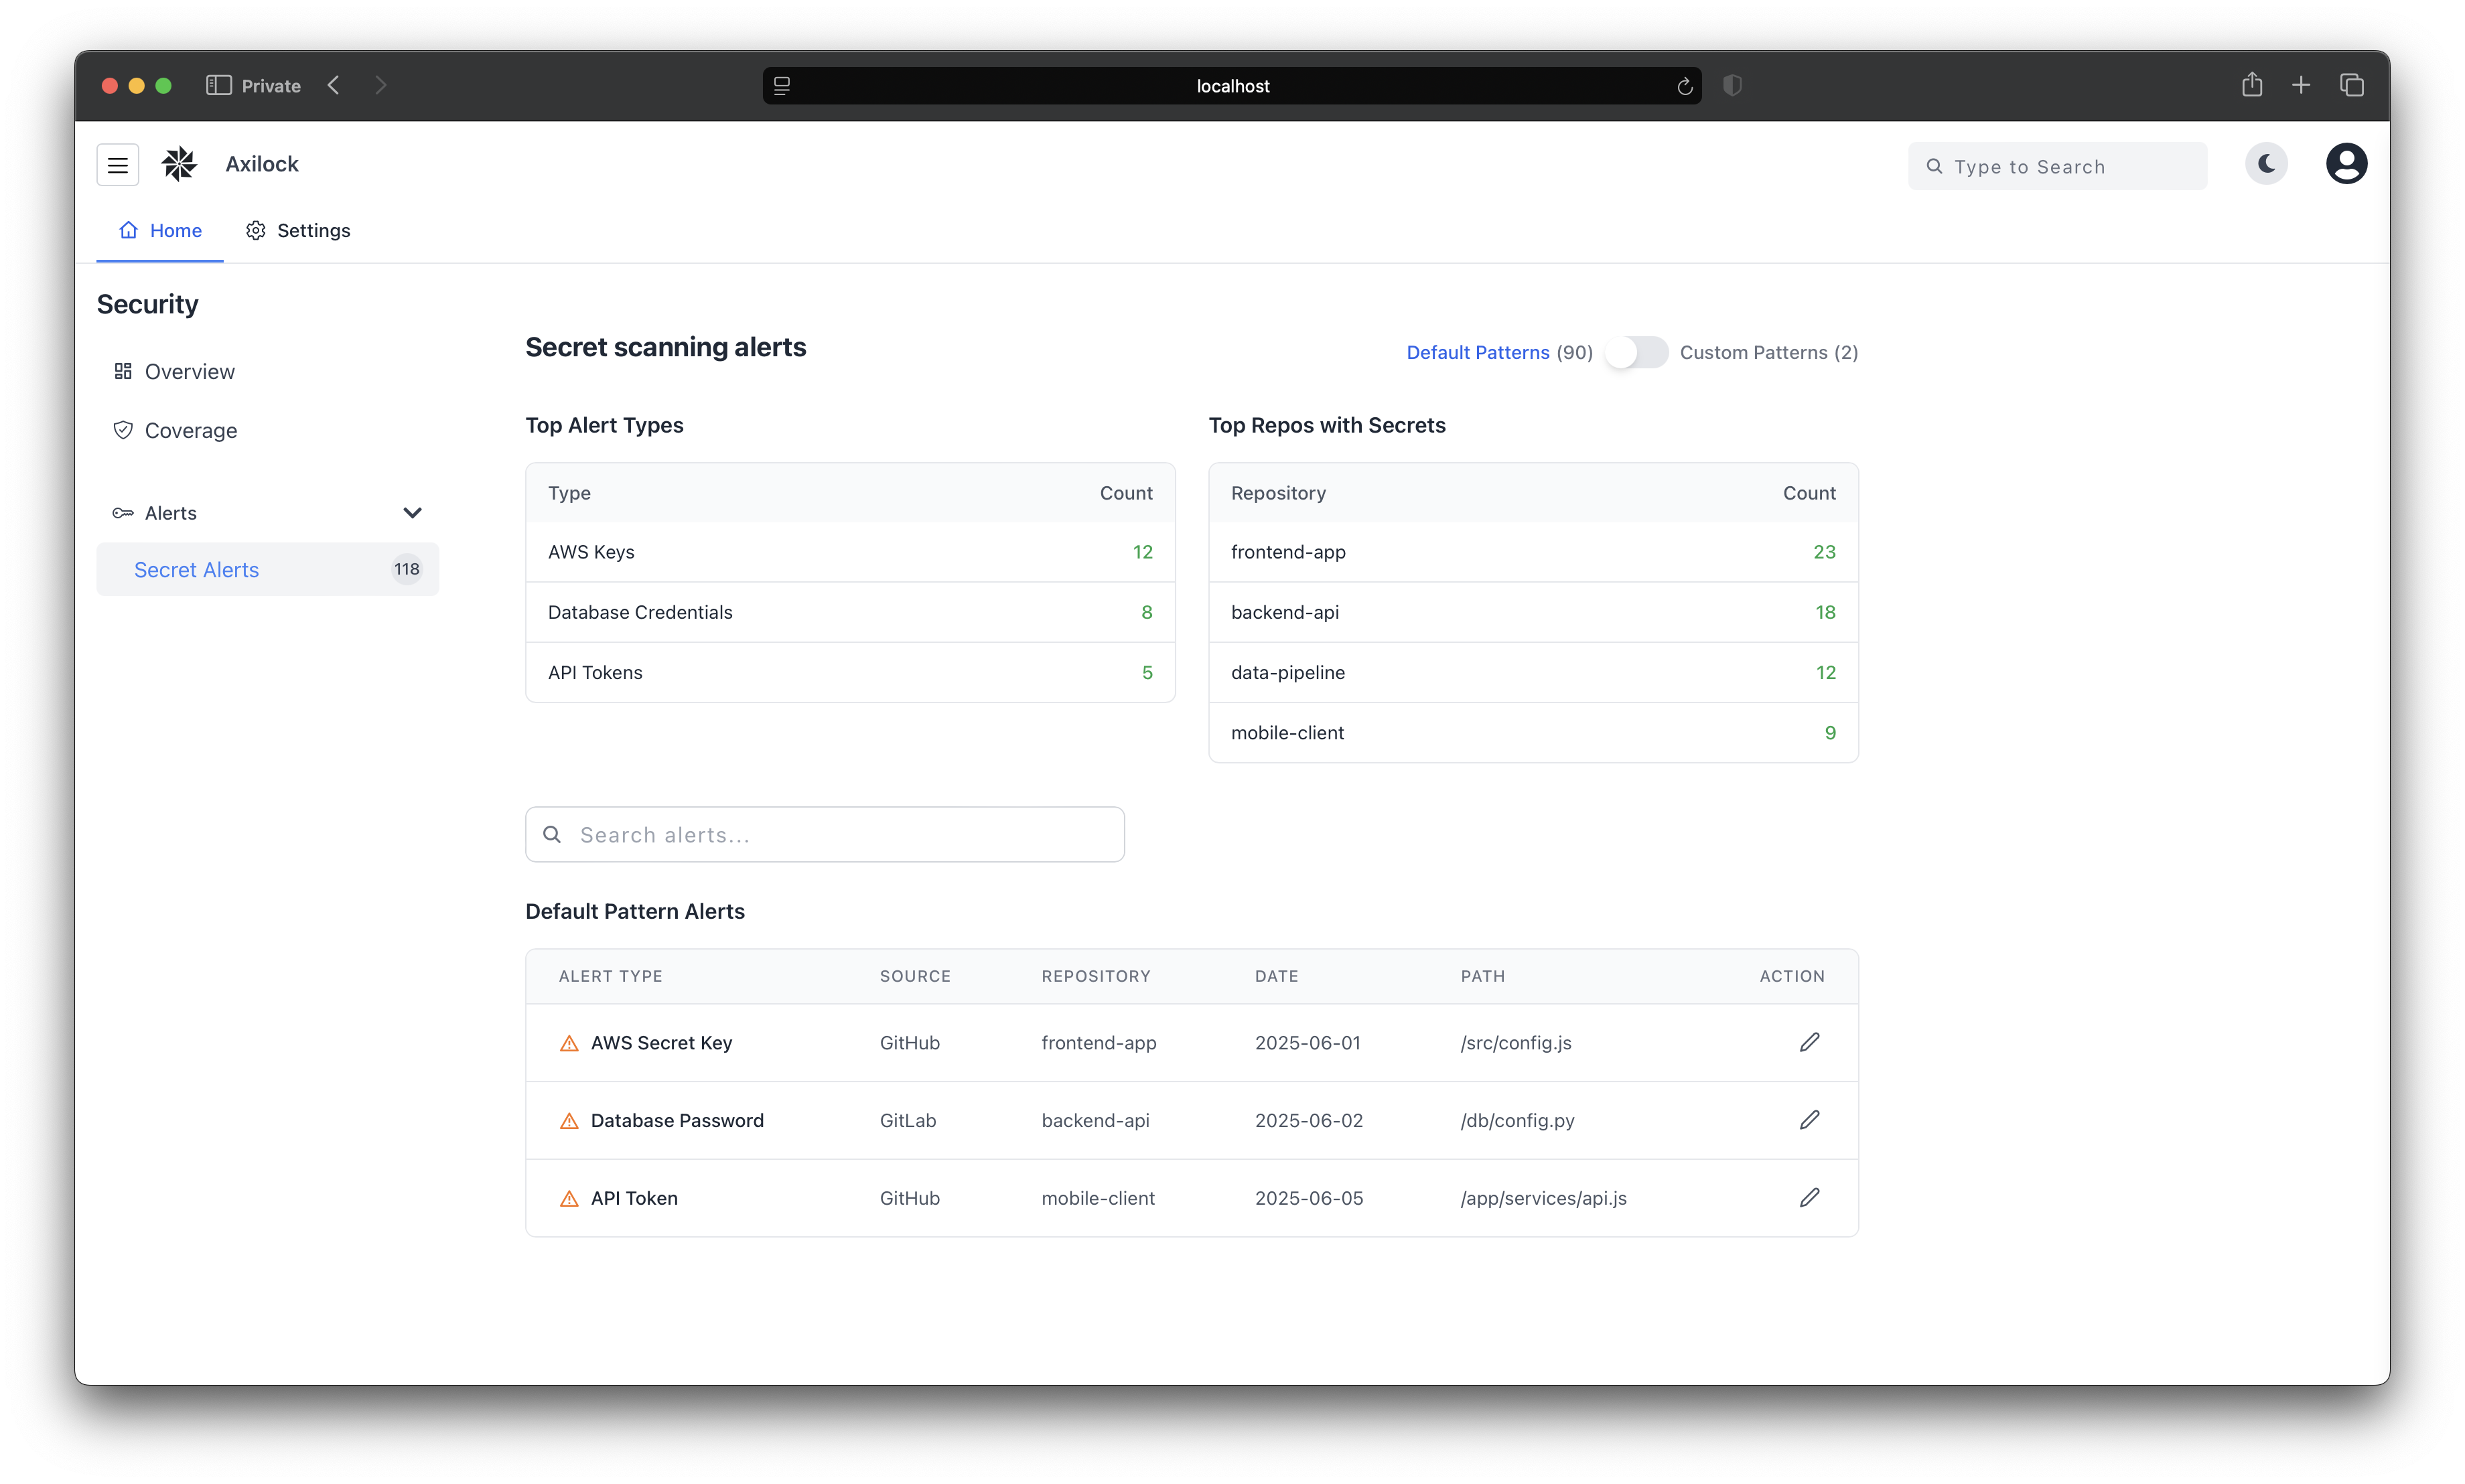 Private
localhost
Axilock
Type to Search
Home
Settings
Security
Overview
Coverage
Alerts
Secret Alerts 118
Secret scanning alerts
Default Patterns (90) Custom Patterns (2)
Top Alert Types
Type Count
AWS Keys 12
Database Credentials 8
API Tokens 5
Top Repos with Secrets
Repository Count
frontend-app 23
backend-api 18
data-pipeline 12
mobile-client 9
Search alerts...
Default Pattern Alerts
ALERT TYPE SOURCE REPOSITORY DATE PATH ACTION
AWS Secret Key GitHub frontend-app 2025-06-01 /src/config.js
Database Password GitLab backend-api 2025-06-02 /db/config.py
API Token GitHub mobile-client 2025-06-05 /app/services/api.js